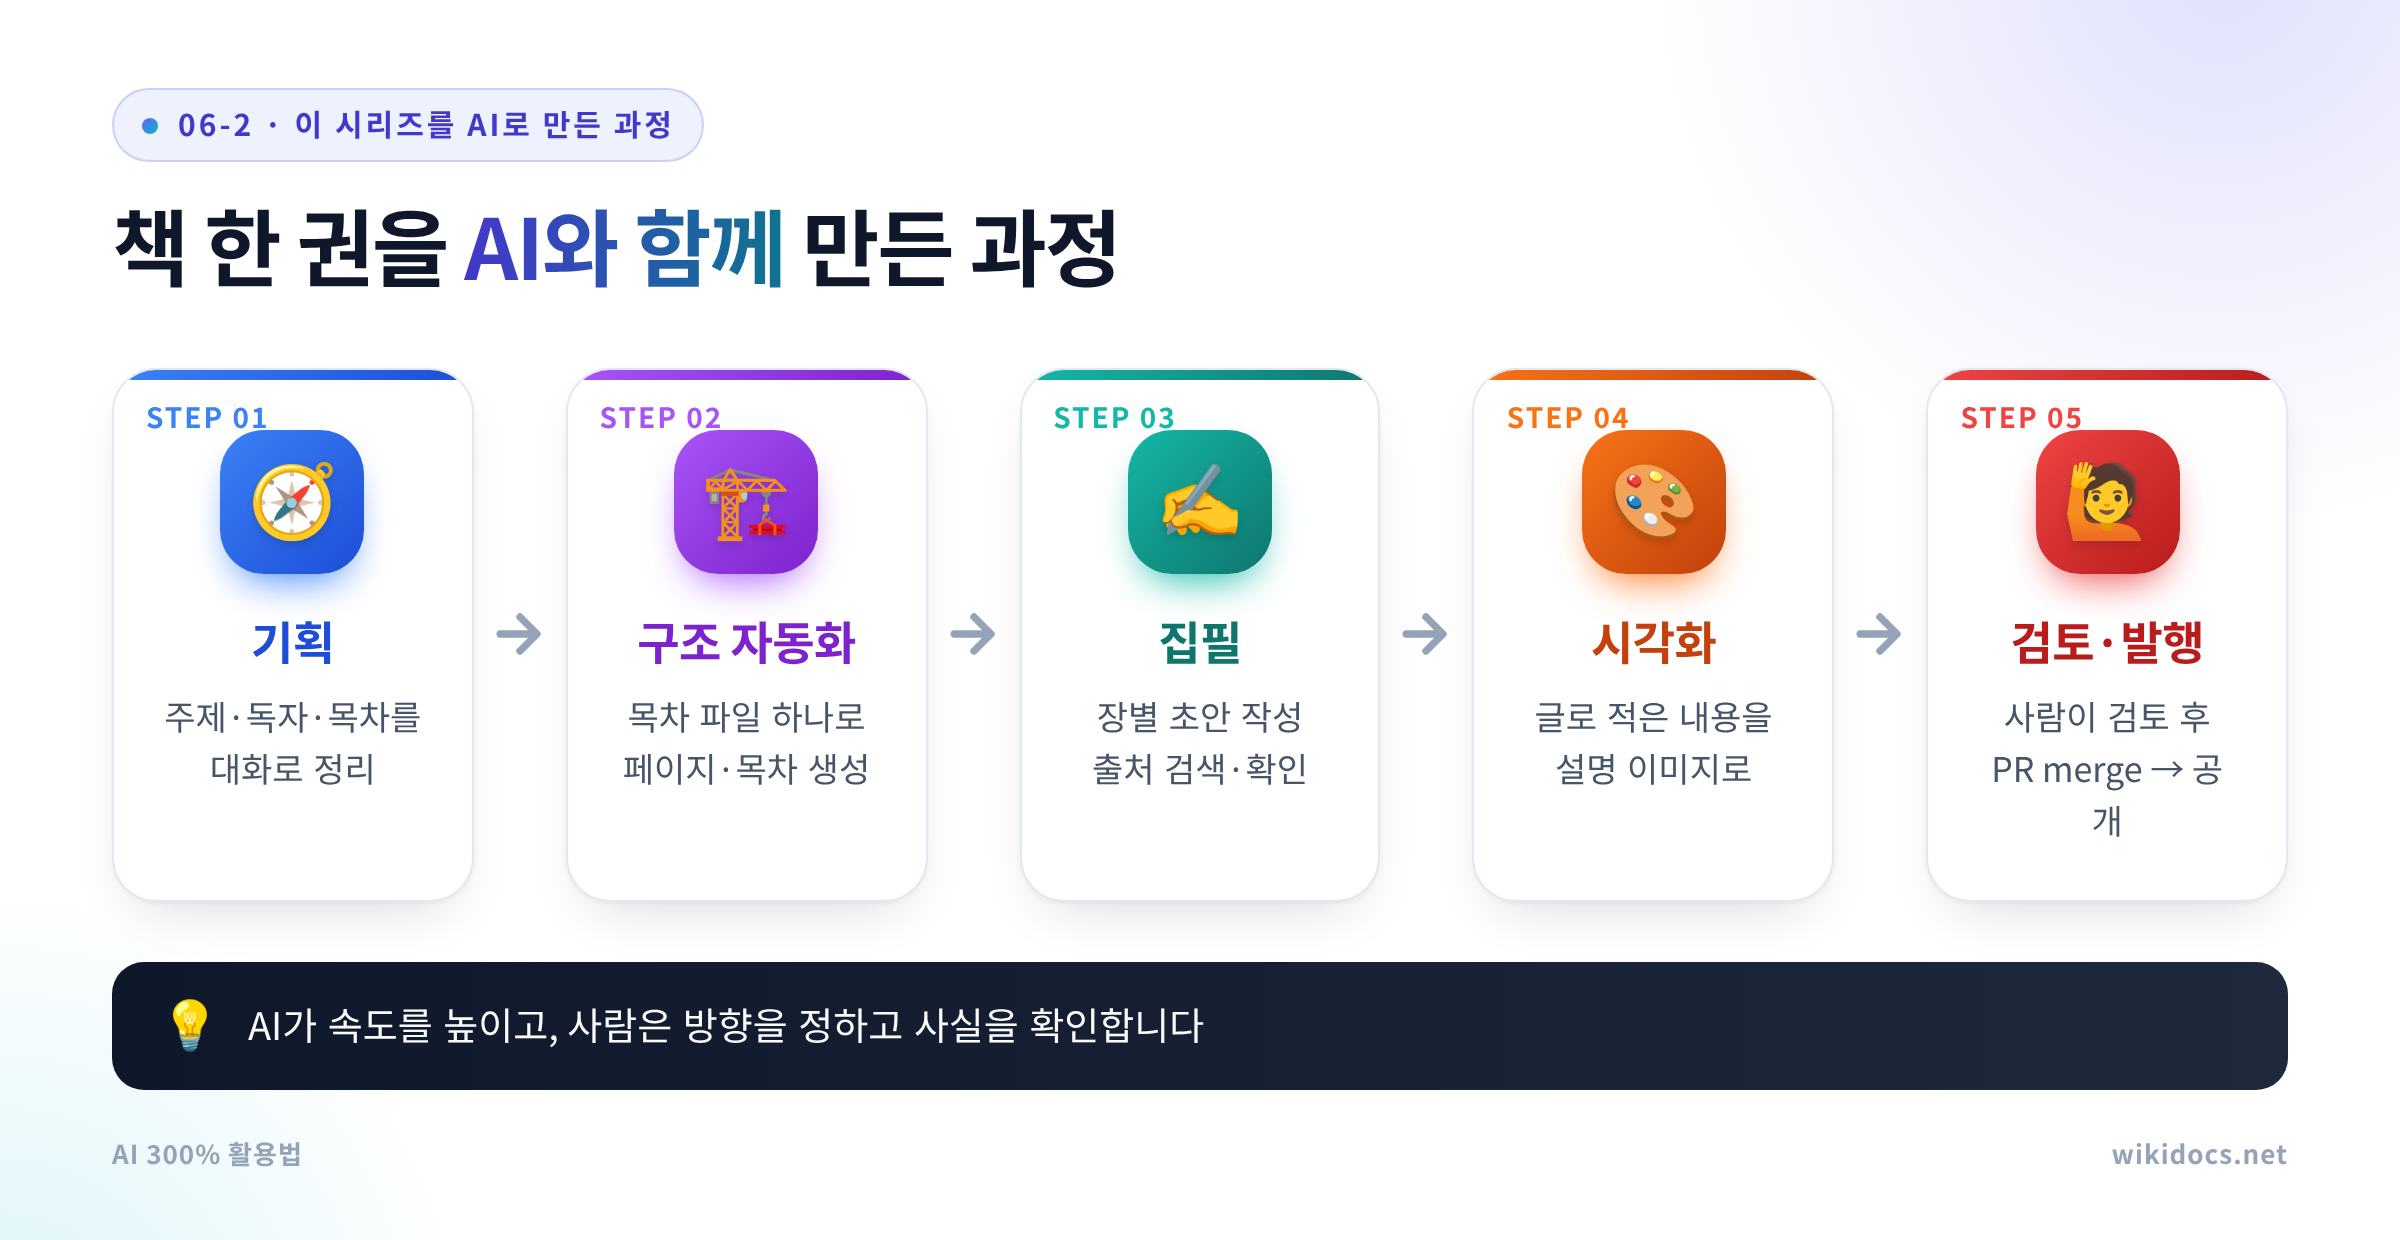 06-2 · 이 시리즈를 AI로 만든 과정
책 한 권을 AI와 함께 만든 과정
STEP 01
기획
주제·독자·목차를
대화로 정리
STEP 02
구조 자동화
목차 파일 하나로
페이지·목차 생성
STEP 03
집필
장별 초안 작성
출처 검색·확인
STEP 04
시각화
글로 적은 내용을
설명 이미지로
STEP 05
검토·발행
사람이 검토 후
PR merge → 공
개
AI가 속도를 높이고, 사람은 방향을 정하고 사실을 확인합니다
AI 300% 활용법
wikidocs.net